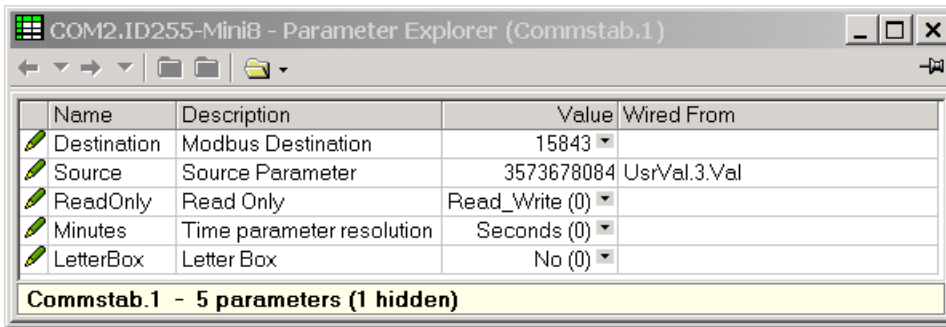 COM2.ID255-Mini8 - Parameter Explorer (Commstab.1)
Name Description Value Wired From
Destination Modbus Destination 15843
Source Source Parameter 3573678084 UsrVal.3.Val
ReadOnly Read Only Read_Write (0)
Minutes Time parameter resolution Seconds (0)
LetterBox Letter Box No (0)
Commstab.1 - 5 parameters (1 hidden)